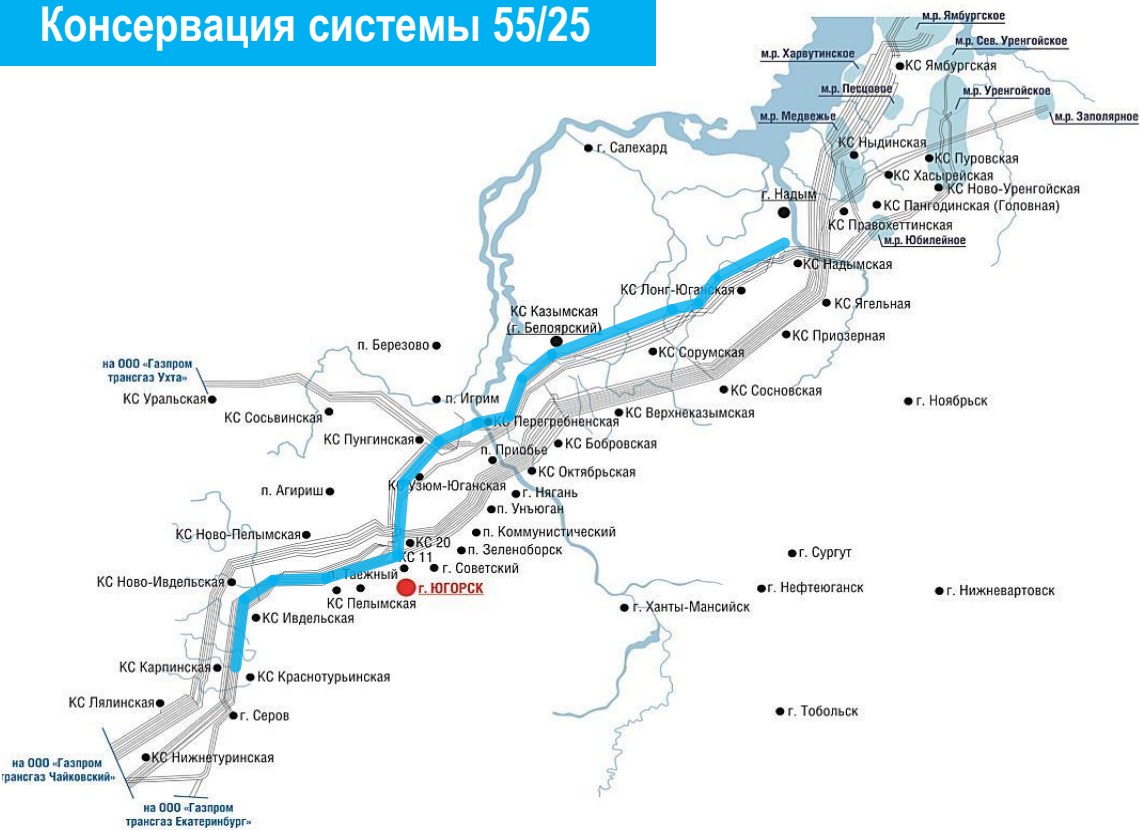 Консервация системы 55/25
м.р. Ямбургское
м.р. Сев. Уренгойское
м.р. Харвутинское
КС Ямбургская
м.р. Песцовое
м.р. Уренгойское
м.р. Медвежье
м.р. Заполярное
КС Ныдинская
г. Салехард
КС Пуровская
КС Хасырейская
КС Ново-Уренгойская
г. Надым
КС Пангодинская (Головная)
КС Правохеттинская
м.р. Юбилейное
КС Надымская
КС Лонг-Юганская
КС Ягельная
КС Казымская
(г. Белоярский)
КС Приозерная
п. Березово
КС Сорумская
на ООО «Газпром
трансгаз Ухта»
КС Сосновская
КС Уральская
п. Игрим
г. Ноябрьск
КС Сосьвинская
КС Верхнеказымская
КС Перегребненская
КС Пунгинская
КС Бобровская
п. Приобье
КС Октябрьская
КС Узюм-Юганская
п. Агириш
г. Нягань
п. Унъюган
КС Ново-Пелымская
п. Коммунистический
КС 20
п. Зеленоборск
г. Сургут
КС 11
г. Советский
п. Таежный
КС Ново-Ивдельская
г. ЮГОРСК
г. Нефтеюганск
г. Нижневартовск
КС Пелымская
г. Ханты-Мансийск
КС Ивдельская
КС Карпинская
КС Краснотурьинская
КС Лялинская
г. Серов
г. Тобольск
КС Нижнетуринская
на ООО «Газпром
трансгаз Чайковский»
на ООО «Газпром
трансгаз Екатеринбург»